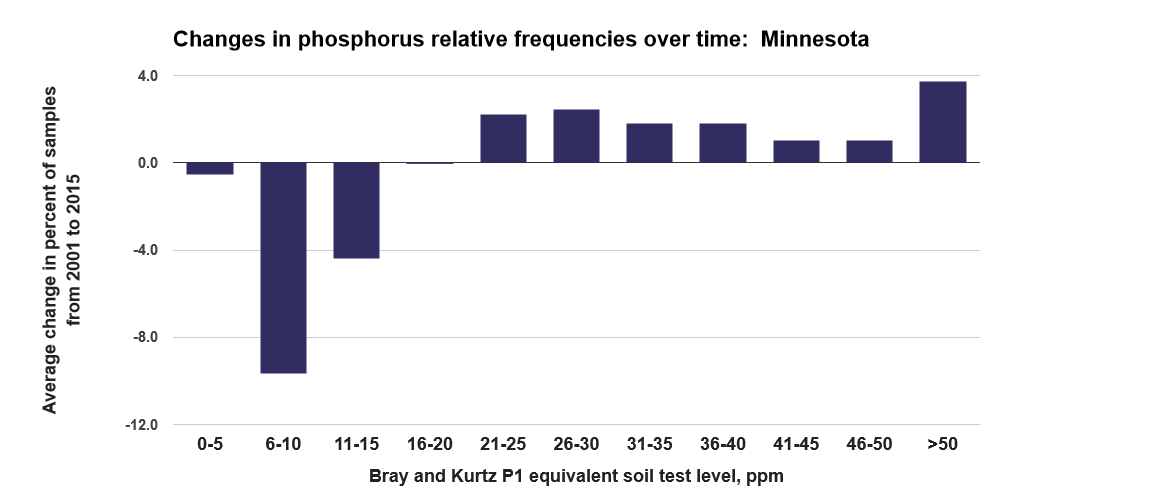 Changes in phosphorus relative frequencies over time:  Minnesota
Average change in percent of samples
from 2001 to 2015
4.0
0.0
-4.0
-8.0
-12.0
0-5 6-10 11-15 16-20 21-25 26-30 31-35 36-40 41-45 46-50 >50
Bray and Kurtz P1 equivalent soil test level, ppm